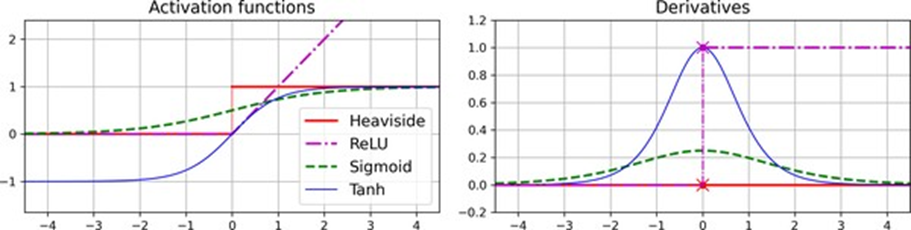 Activation functions
2
1
0
−1
−4 −3 −2 −1 0 1 2 3 4
Heaviside
ReLU
Sigmoid
Tanh
Derivatives
1.2
1.0
0.8
0.6
0.4
0.2
0.0
−0.2
−4 −3 −2 −1 0 1 2 3 4